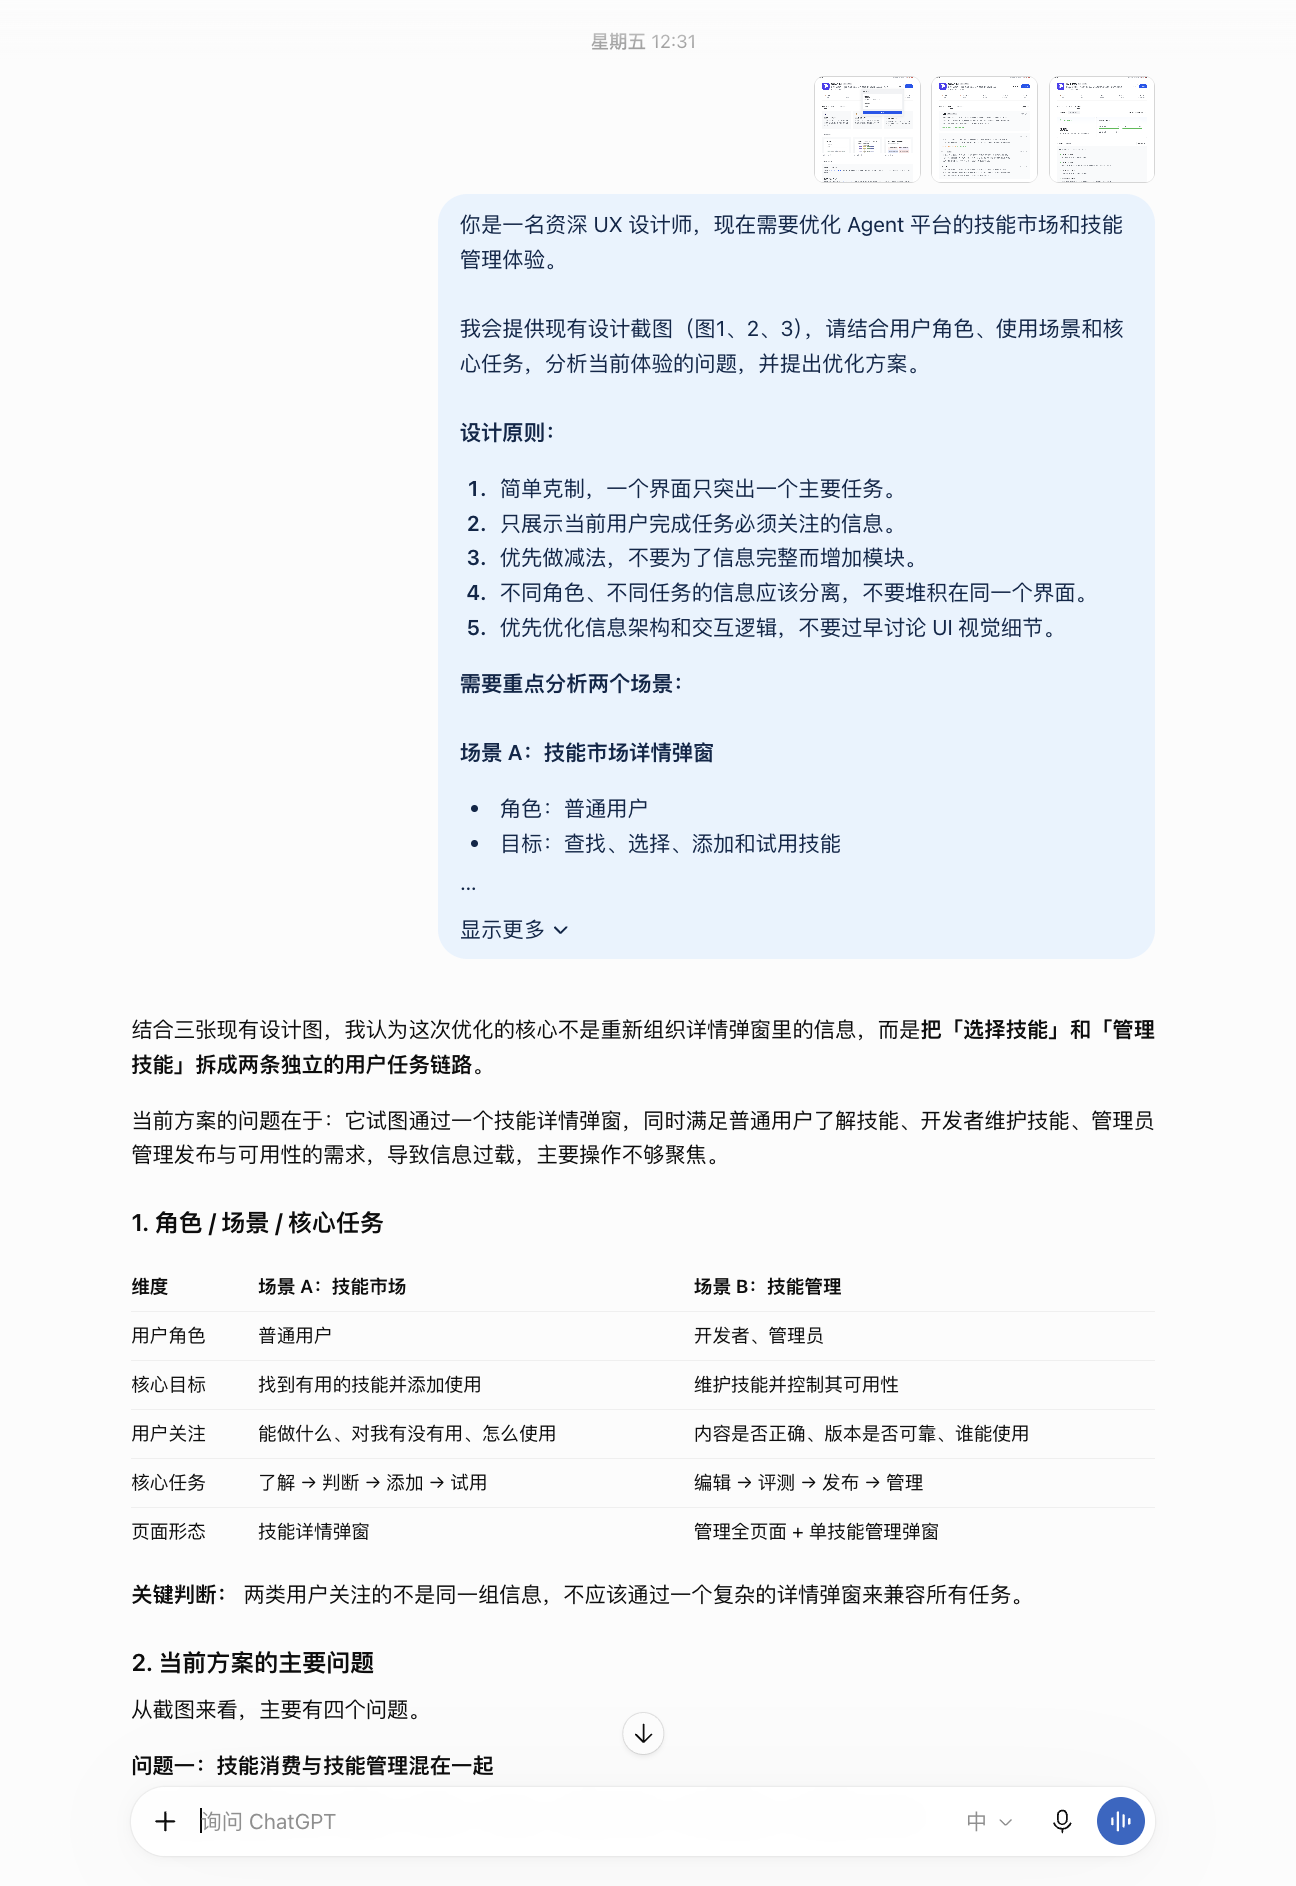 星期五 12:31
你是一名资深 UX 设计师，现在需要优化 Agent 平台的技能市场和技能
管理体验。
我会提供现有设计截图（图1、2、3），请结合用户角色、使用场景和核
心任务，分析当前体验的问题，并提出优化方案。
设计原则：
1. 简单克制，一个界面只突出一个主要任务。
2. 只展示当前用户完成任务必须关注的信息。
3. 优先做减法，不要为了信息完整而增加模块。
4. 不同角色、不同任务的信息应该分离，不要堆积在同一个界面。
5. 优先优化信息架构和交互逻辑，不要过早讨论 UI 视觉细节。
需要重点分析两个场景：
场景 A：技能市场详情弹窗
• 角色：普通用户
• 目标：查找、选择、添加和试用技能
...
显示更多
结合三张现有设计图，我认为这次优化的核心不是重新组织详情弹窗里的信息，而是把「选择技能」和「管理
技能」拆成两条独立的用户任务链路。
当前方案的问题在于：它试图通过一个技能详情弹窗，同时满足普通用户了解技能、开发者维护技能、管理员
管理发布与可用性的需求，导致信息过载，主要操作不够聚焦。
1. 角色 / 场景 / 核心任务
维度 场景 A：技能市场 场景 B：技能管理
用户角色 普通用户 开发者、管理员
核心目标 找到有用的技能并添加使用 维护技能并控制其可用性
用户关注 能做什么、对我有没有用、怎么使用 内容是否正确、版本是否可靠、谁能使用
核心任务 了解 → 判断 → 添加 → 试用 编辑 → 评测 → 发布 → 管理
页面形态 技能详情弹窗 管理全页面 + 单技能管理弹窗
关键判断： 两类用户关注的不是同一组信息，不应该通过一个复杂的详情弹窗来兼容所有任务。
2. 当前方案的主要问题
从截图来看，主要有四个问题。
问题一：技能消费与技能管理混在一起
询问 ChatGPT 中